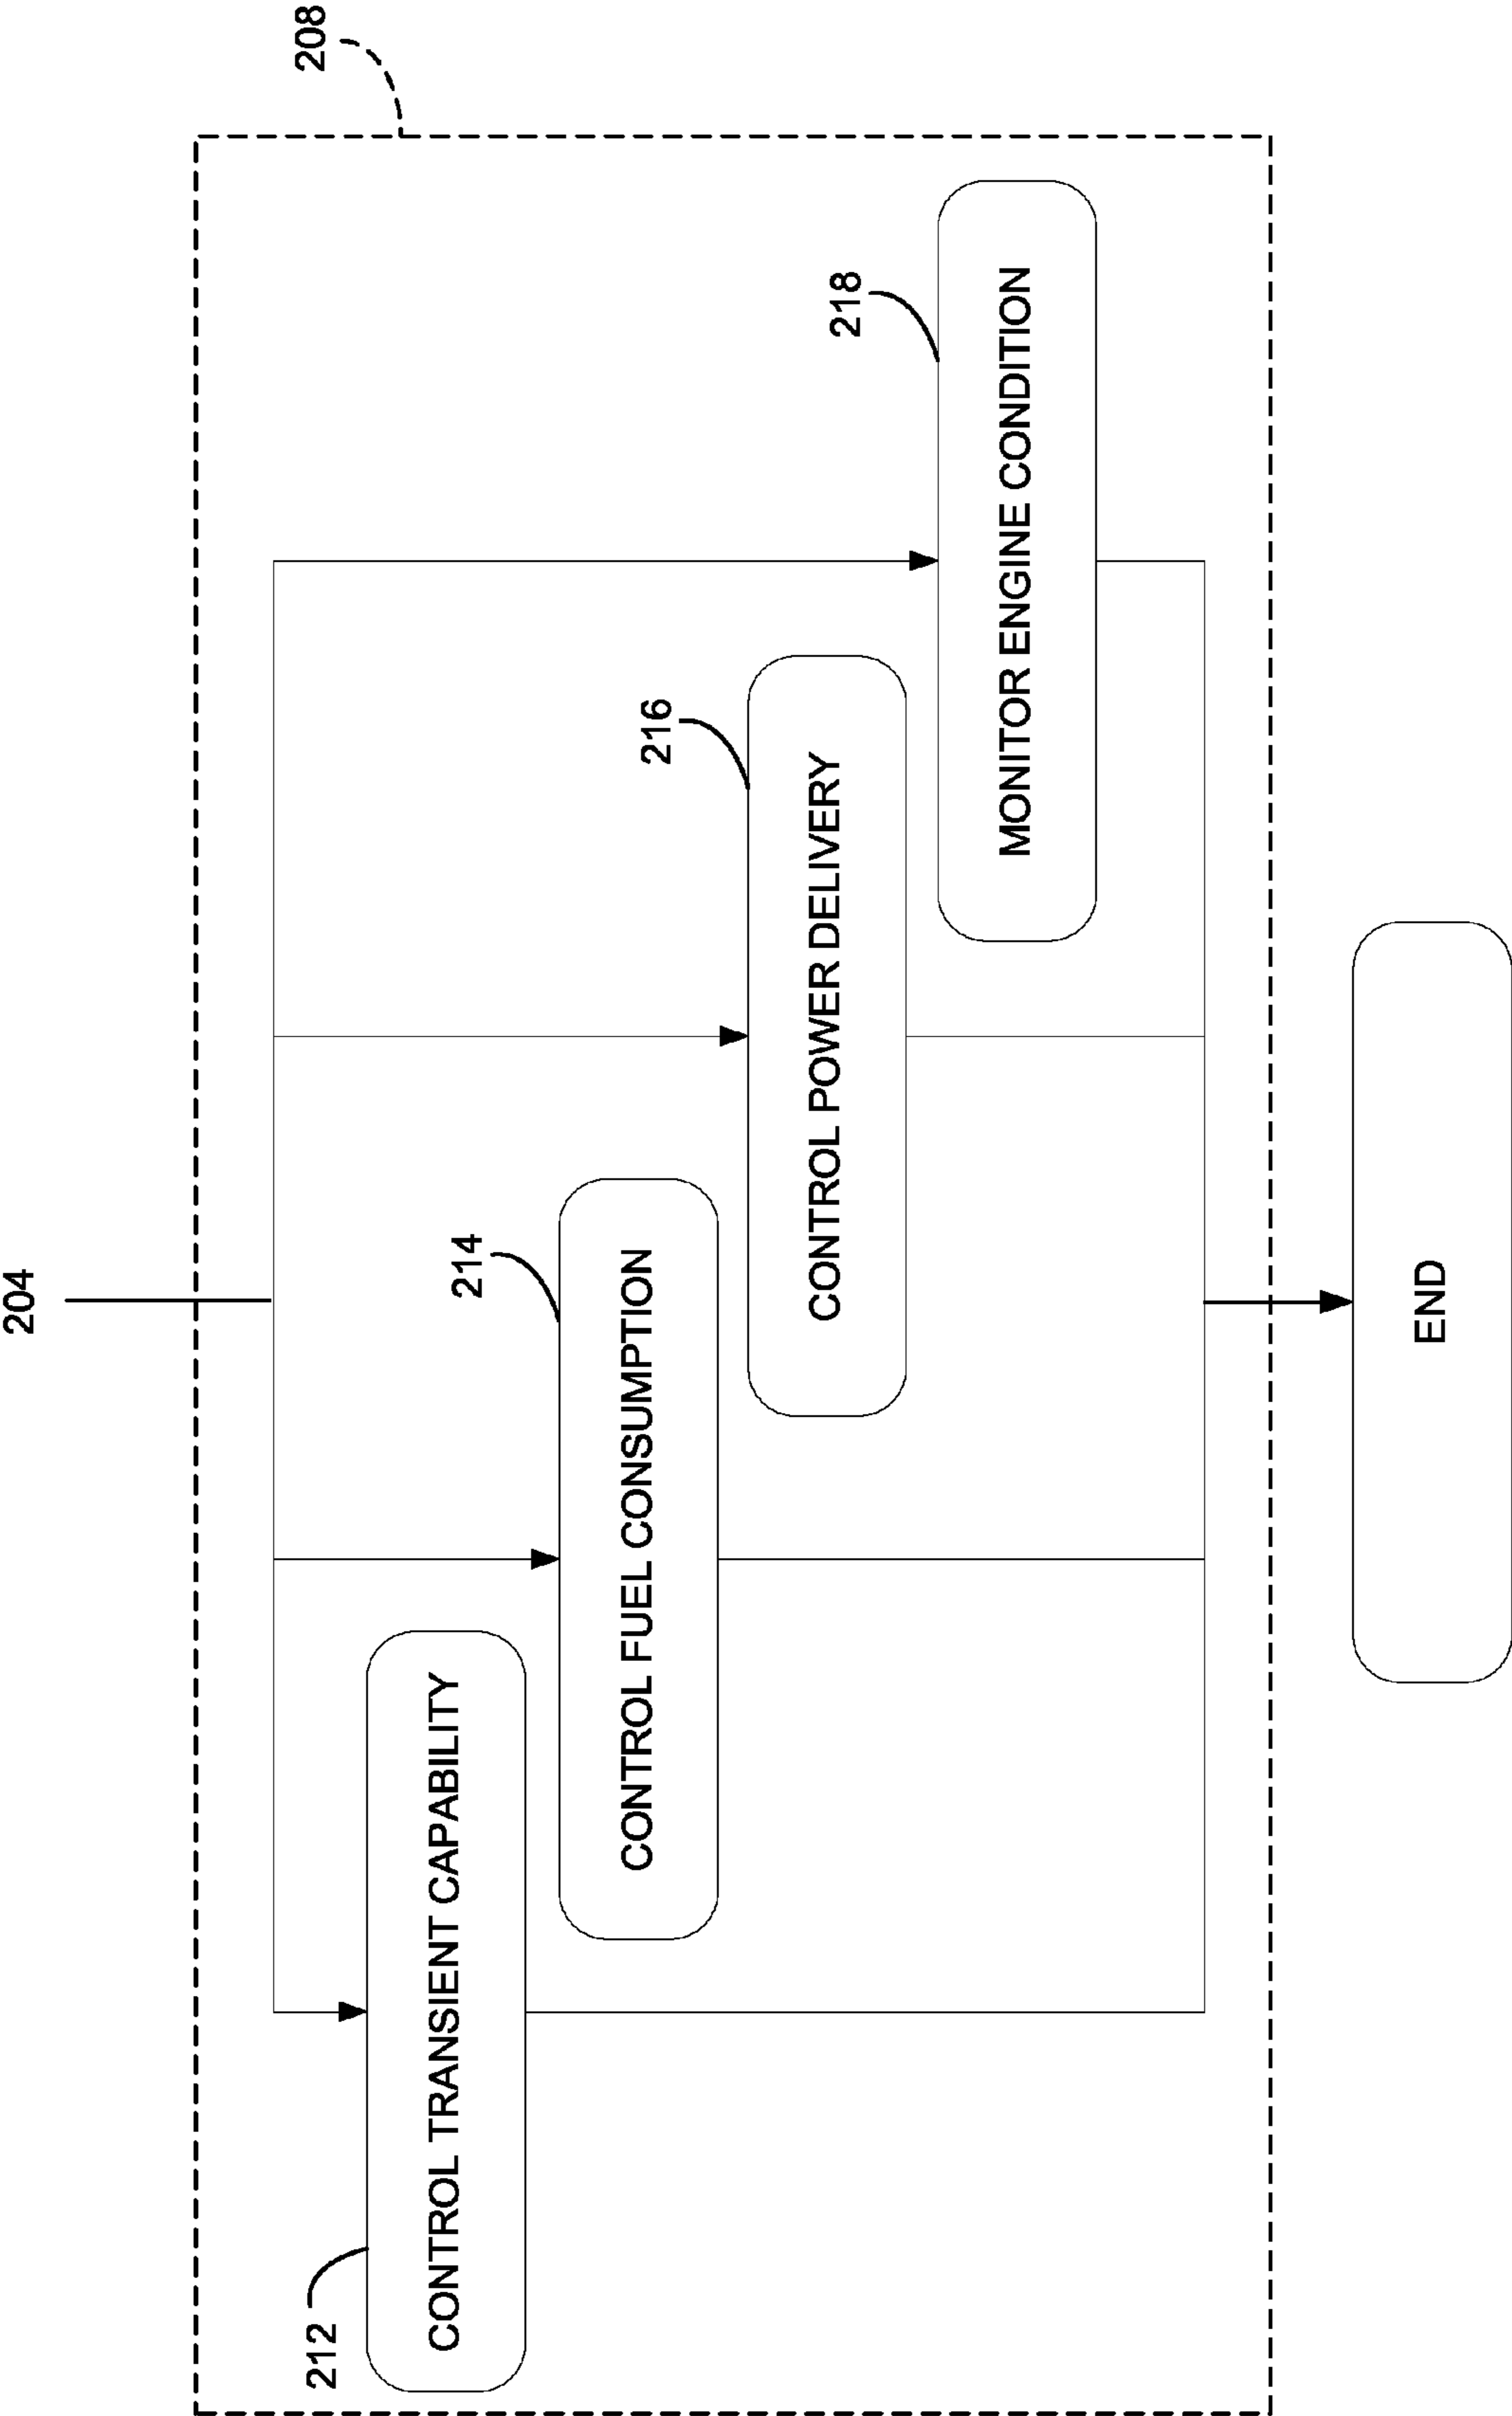 204
208
212
CONTROL TRANSIENT CAPABILITY
214
CONTROL FUEL CONSUMPTION
216
CONTROL POWER DELIVERY
218
MONITOR ENGINE CONDITION
END